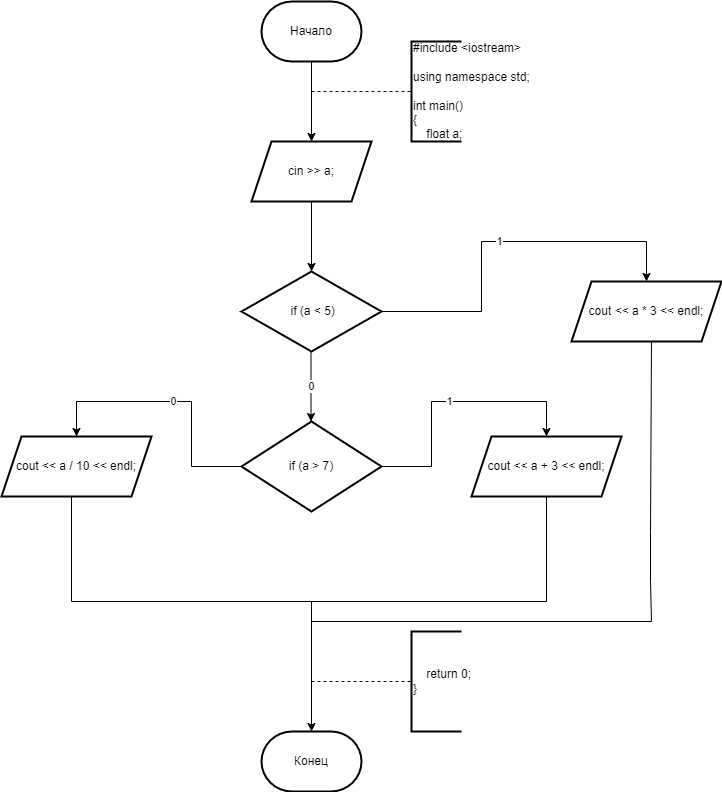 Начало
#include <iostream>
using namespace std;
int main()
{
float a;
cin >> a;
1
if (a < 5)
cout << a * 3 << endl;
0
0
1
cout << a / 10 << endl;
if (a > 7)
cout << a + 3 << endl;
return 0;
}
Конец